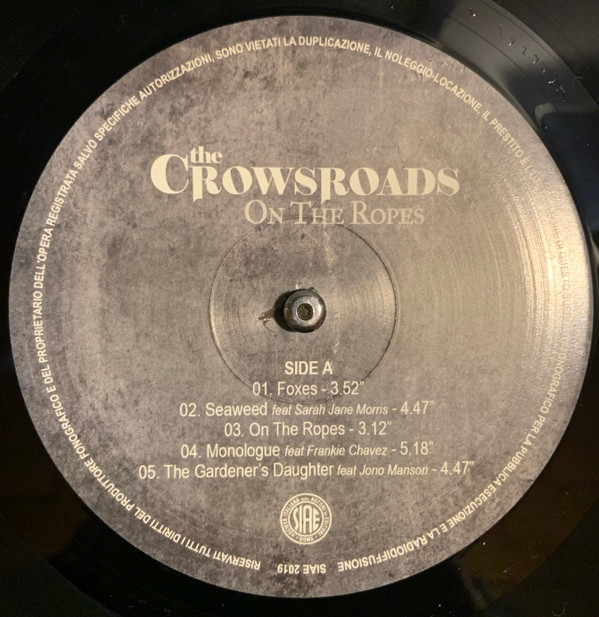 the
CROWSROADS
ON THE ROPES
SIDE A
01. Foxes - 3.52"
02. Seaweed feat Sarah Jane Morris - 4.47"
03. On The Ropes - 3.12"
04. Monologue feat Frankie Chavez - 5.18"
05. The Gardener's Daughter feat Jono Manson - 4.47"
SIAE
RISERVATI TUTTI I DIRITTI DEL PRODUTTORE FONOGRAFICO E DEL PROPRIETARIO DELL'OPERA REGISTRATA SALVO SPECIFICHE AUTORIZZAZIONI, SONO VIETATI LA DUPLICAZIONE, IL NOLEGGIO-LOCAZIONE, IL PRESTITO E DI QUESTO FONOGRAFICO PER LA PUBBLICA ESECUZIONE E LA RADIODIFFUSIONE
SIAE 2019